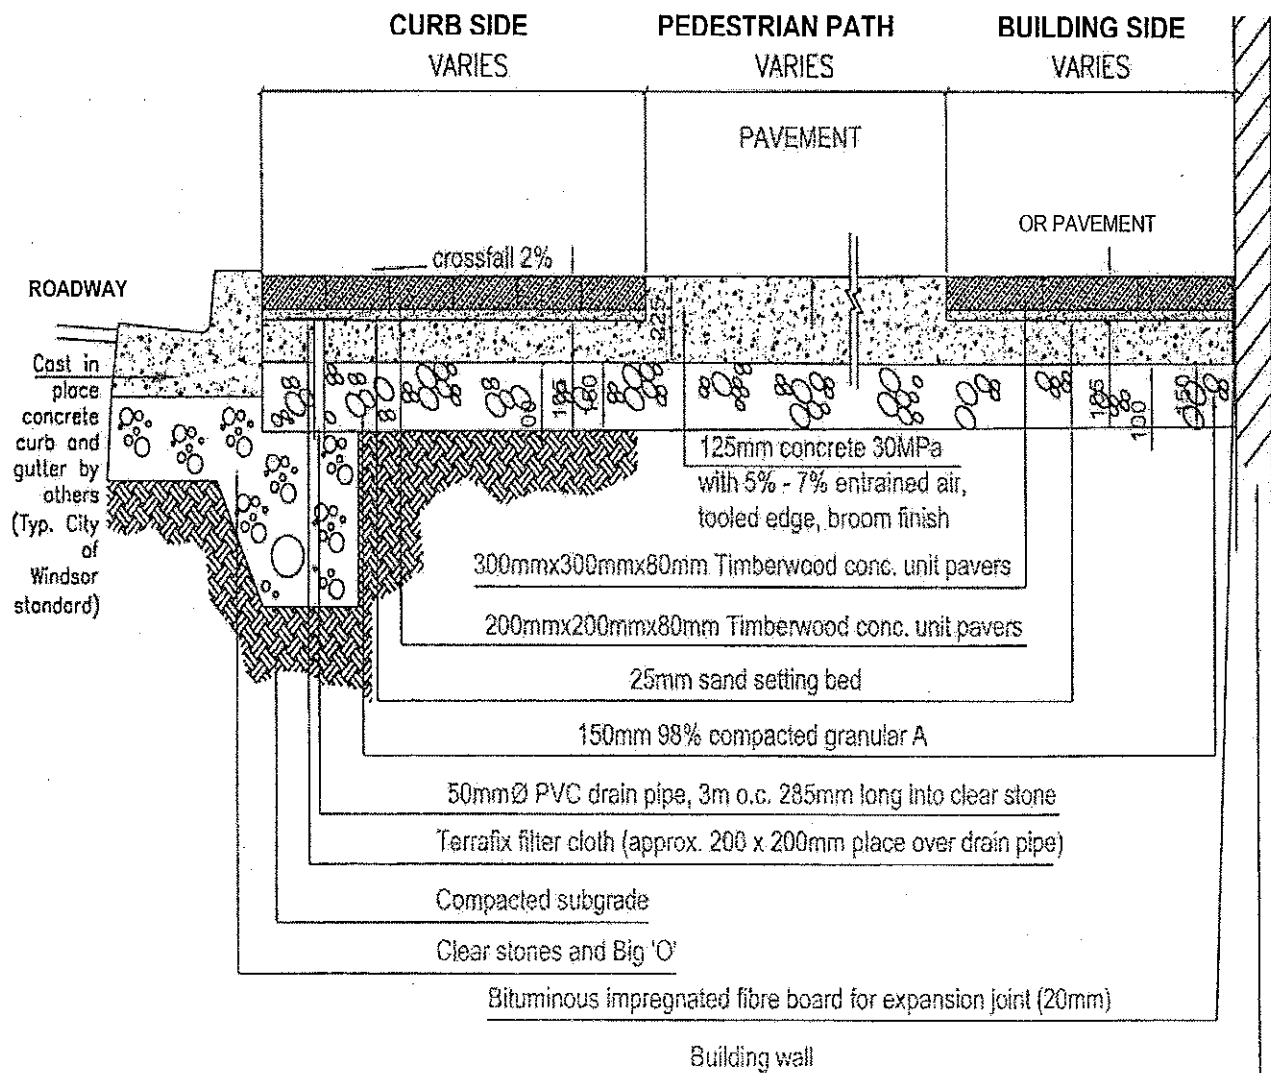 CURB SIDE
VARIES
PEDESTRIAN PATH
VARIES
BUILDING SIDE
VARIES
PAVEMENT
OR PAVEMENT
crossfall 2%
ROADWAY
225
Cast in
place
concrete
curb and
gutter by
others
(Typ. City
of
Windsor
standard)
150
100
150
125mm concrete 30MPa
with 5% - 7% entrained air,
tooled edge, broom finish
300mmx300mmx80mm Timberwood conc. unit pavers
200mmx200mmx80mm Timberwood conc. unit pavers
25mm sand setting bed
150mm 98% compacted granular A
50mmØ PVC drain pipe, 3m o.c. 285mm long into clear stone
Terrafix filter cloth (approx. 200 x 200mm place over drain pipe)
Compacted subgrade
Clear stones and Big 'O'
Bituminous impregnated fibre board for expansion joint (20mm)
Building wall